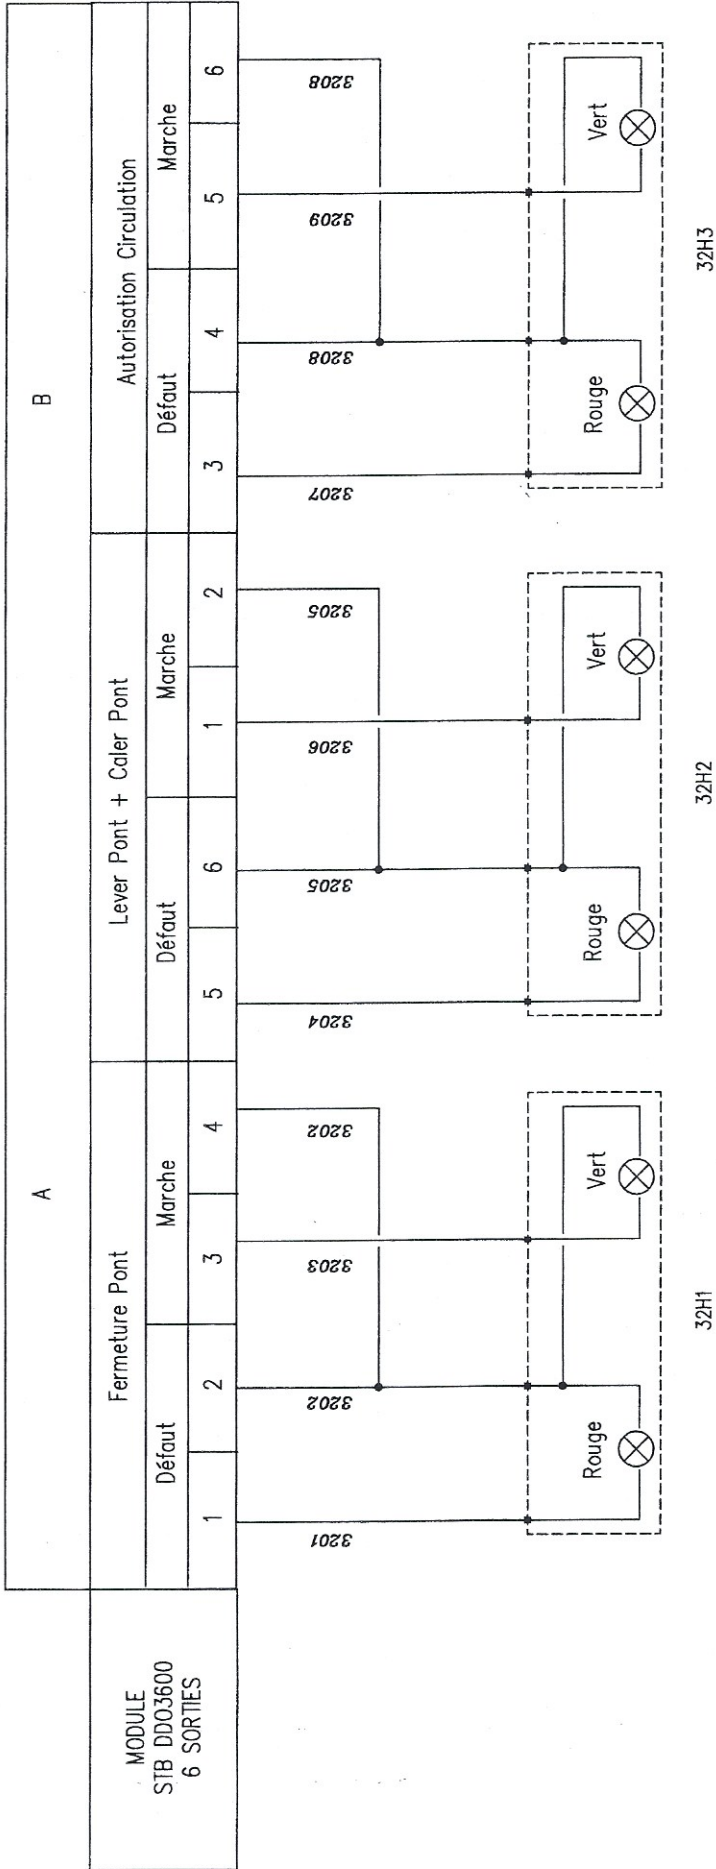 A B
Fermeture Pont Lever Pont + Caler Pont Autorisation Circulation
Défaut Marche Défaut Marche Défaut Marche
MODULE
STB DDO3600
6 SORTIES
1 2 3 4 5 6 1 2 3 4 5 6
3201 3202 3203 3202 3204 3205 3206 3205 3207 3208 3209 3208
Rouge Vert Rouge Vert Rouge Vert
32H1 32H2 32H3